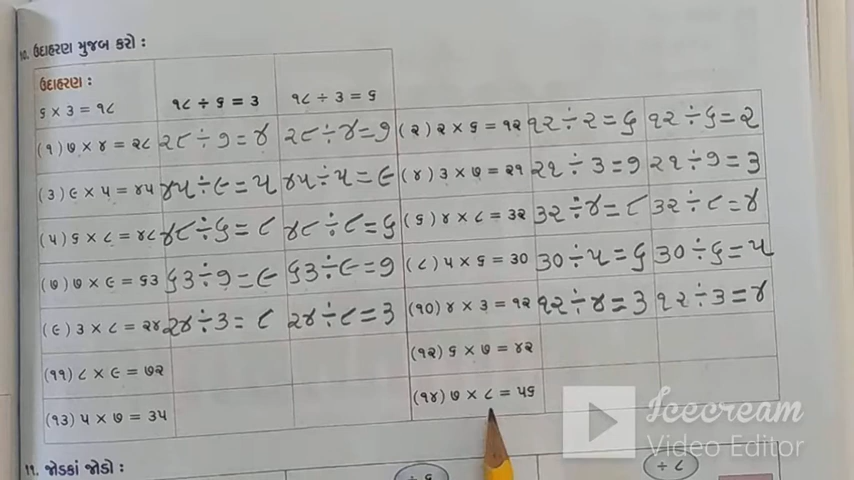 ૧૦. ઉદાહરણ મુજબ કરો :
ઉદાહરણ :
૬ × ૩ = ૧૮ ૧૮ ÷ ૬ = ૩ ૧૮ ÷ ૩ = ૬
(૧) ૭ × ૪ = ૨૮ ૨૮ ÷ ૭ = ૪ ૨૮ ÷ ૪ = ૭ (૨) ૨ × ૬ = ૧૨ ૧૨ ÷ ૨ = ૬ ૧૨ ÷ ૬ = ૨
(૩) ૯ × ૫ = ૪૫ ૪૫ ÷ ૯ = ૫ ૪૫ ÷ ૫ = ૯ (૪) ૩ × ૭ = ૨૧ ૨૧ ÷ ૩ = ૭ ૨૧ ÷ ૭ = ૩
(૫) ૬ × ૮ = ૪૮ ૪૮ ÷ ૬ = ૮ ૪૮ ÷ ૮ = ૬ (૬) ૪ × ૮ = ૩૨ ૩૨ ÷ ૪ = ૮ ૩૨ ÷ ૮ = ૪
(૭) ૭ × ૯ = ૬૩ ૬૩ ÷ ૭ = ૯ ૬૩ ÷ ૯ = ૭ (૮) ૫ × ૬ = ૩૦ ૩૦ ÷ ૫ = ૬ ૩૦ ÷ ૬ = ૫
(૯) ૩ × ૮ = ૨૪ ૨૪ ÷ ૩ = ૮ ૨૪ ÷ ૮ = ૩ (૧૦) ૪ × ૩ = ૧૨ ૧૨ ÷ ૪ = ૩ ૧૨ ÷ ૩ = ૪
(૧૧) ૮ × ૯ = ૭૨ (૧૨) ૬ × ૭ = ૪૨
(૧૩) ૫ × ૭ = ૩૫ (૧૪) ૭ × ૮ = ૫૬
૧૧. જોડકાં જોડો :
÷ ૬ ÷ ૮
Icecream
Video Editor